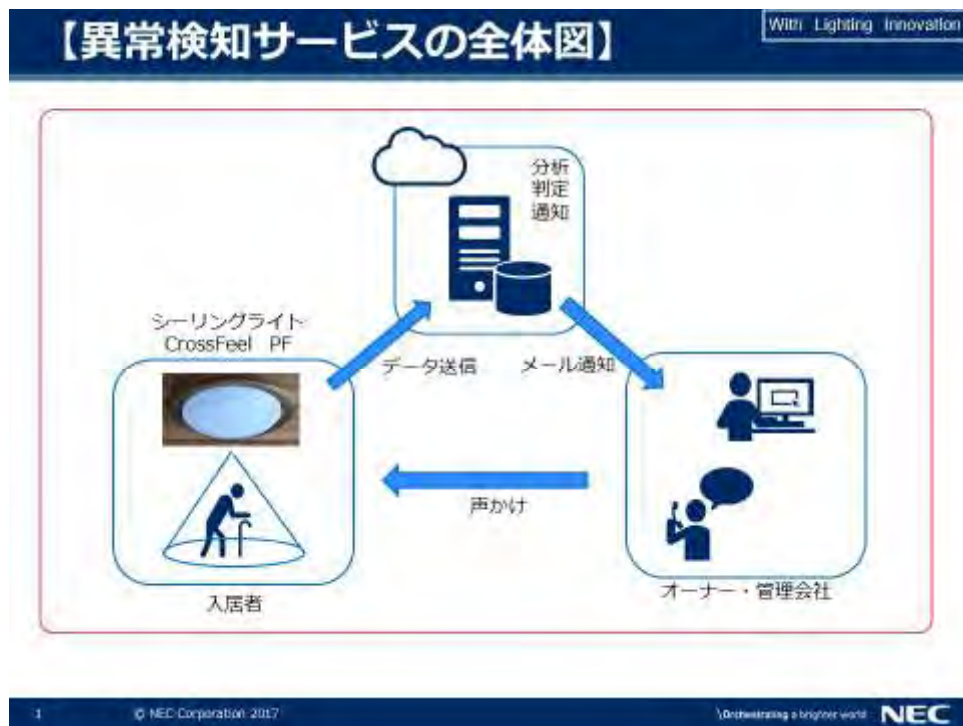 【異常検知サービスの全体図】
With Lighting Innovation
分析
判定
通知
シーリングライト
CrossFeel PF
データ送信
メール通知
声かけ
入居者
オーナー・管理会社
1
© NEC Corporation 2017
\Orchestrating a brighter world
NEC